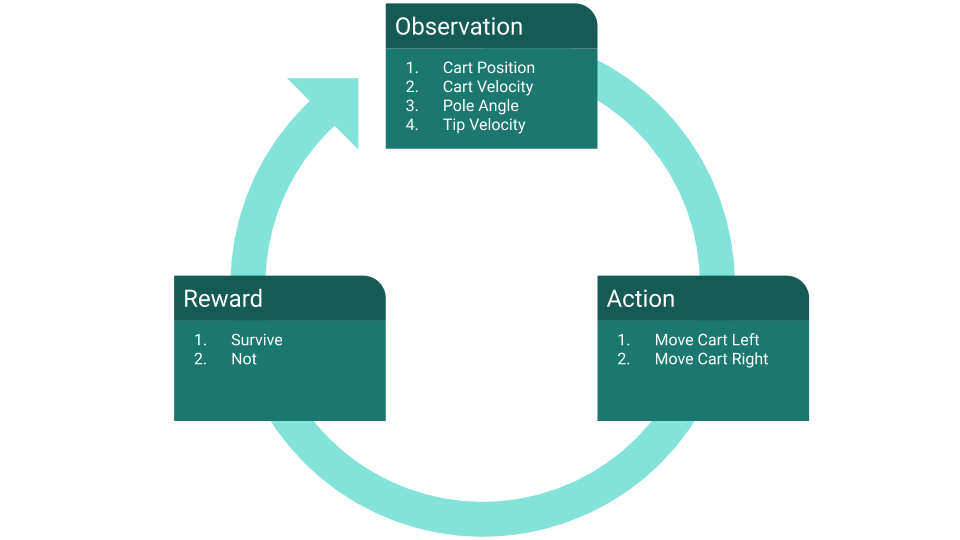 Observation
1. Cart Position
2. Cart Velocity
3. Pole Angle
4. Tip Velocity
Reward
1. Survive
2. Not
Action
1. Move Cart Left
2. Move Cart Right